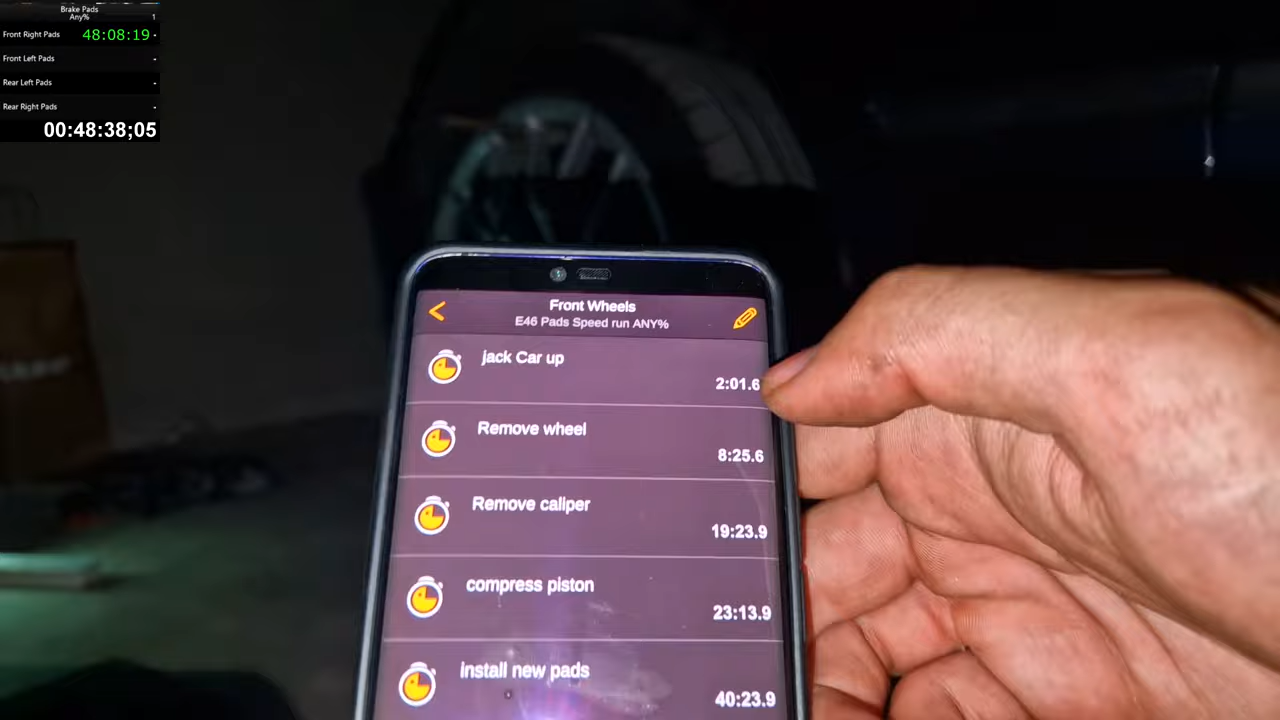 Brake Pads
Any%
1
Front Right Pads 48:08:19 -
Front Left Pads -
Rear Left Pads -
Rear Right Pads -
00:48:38;05
<
Front Wheels
E46 Pads Speed run ANY%
jack Car up
2:01.6
Remove wheel
8:25.6
Remove caliper
19:23.9
compress piston
23:13.9
install new pads
40:23.9